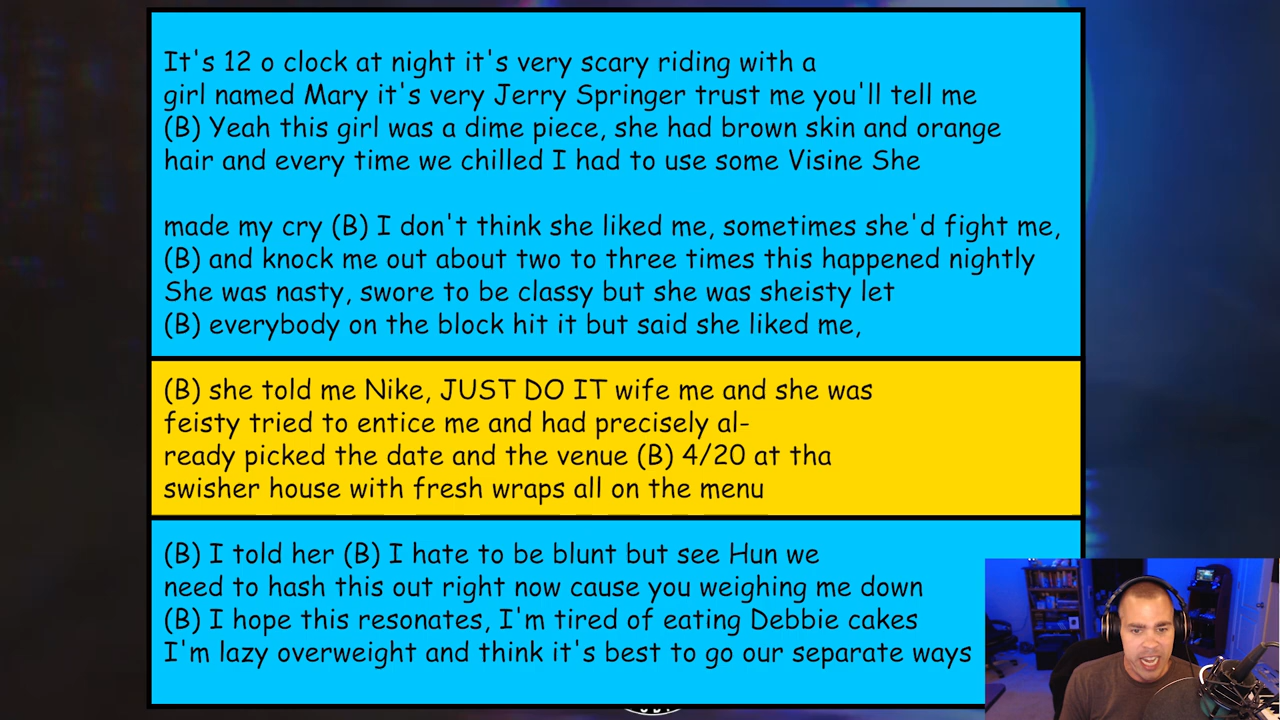 It's 12 o clock at night it's very scary riding with a
girl named Mary it's very Jerry Springer trust me you'll tell me
(B) Yeah this girl was a dime piece, she had brown skin and orange
hair and every time we chilled I had to use some Visine She
made my cry (B) I don't think she liked me, sometimes she'd fight me,
(B) and knock me out about two to three times this happened nightly
She was nasty, swore to be classy but she was sheisty let
(B) everybody on the block hit it but said she liked me,
(B) she told me Nike, JUST DO IT wife me and she was
feisty tried to entice me and had precisely al-
ready picked the date and the venue (B) 4/20 at tha
swisher house with fresh wraps all on the menu
(B) I told her (B) I hate to be blunt but see Hun we
need to hash this out right now cause you weighing me down
(B) I hope this resonates, I'm tired of eating Debbie cakes
I'm lazy overweight and think it's best to go our separate ways